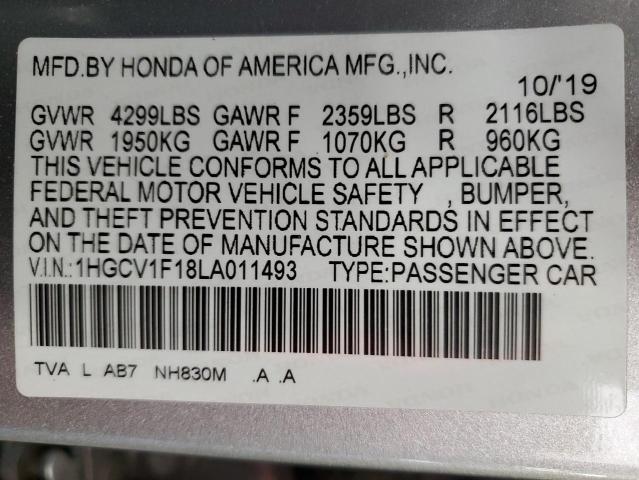 MFD.BY HONDA OF AMERICA MFG.,INC.
10/'19
GVWR 4299LBS GAWR F 2359LBS R 2116LBS
GVWR 1950KG GAWR F 1070KG R 960KG
THIS VEHICLE CONFORMS TO ALL APPLICABLE
FEDERAL MOTOR VEHICLE SAFETY , BUMPER,
AND THEFT PREVENTION STANDARDS IN EFFECT
ON THE DATE OF MANUFACTURE SHOWN ABOVE.
V.I.N.:1HGCV1F18LA011493 TYPE:PASSENGER CAR
TVA L AB7 NH830M .A .A